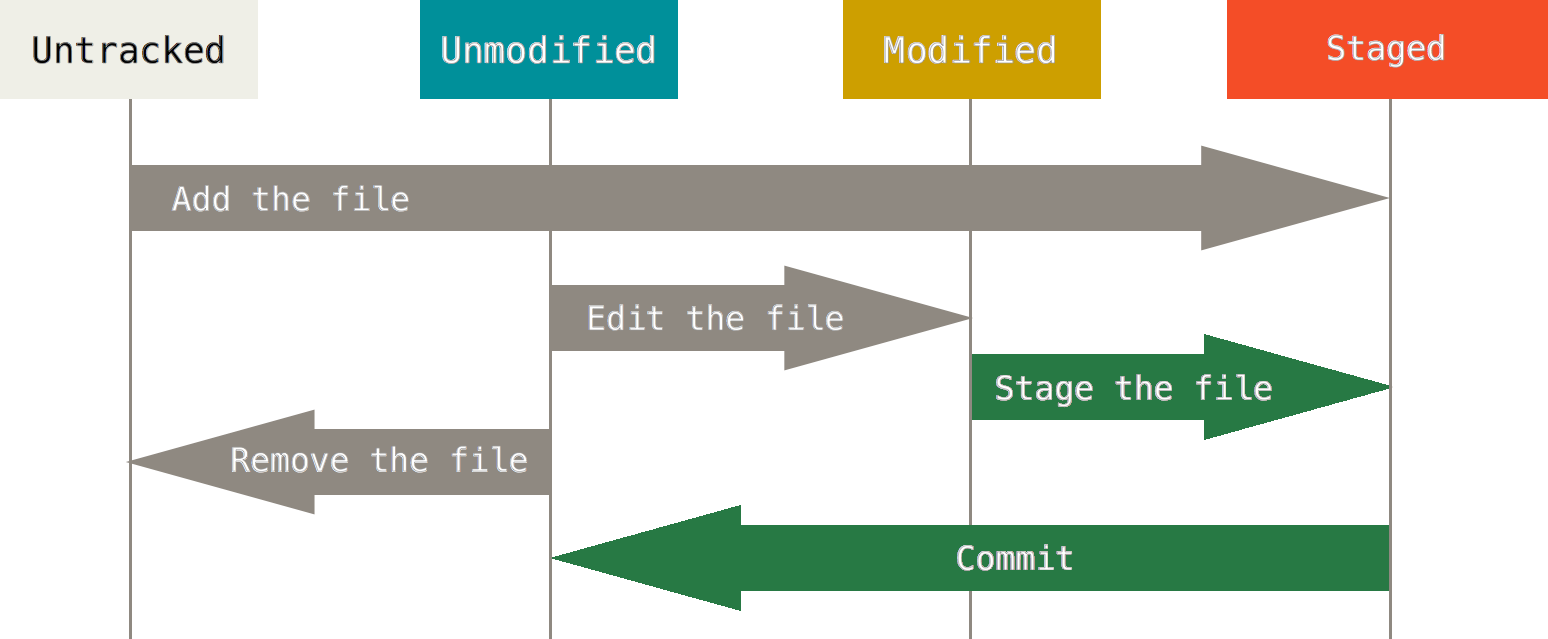 Untracked
Unmodified
Modified
Staged
Add the file
Edit the file
Stage the file
Remove the file
Commit